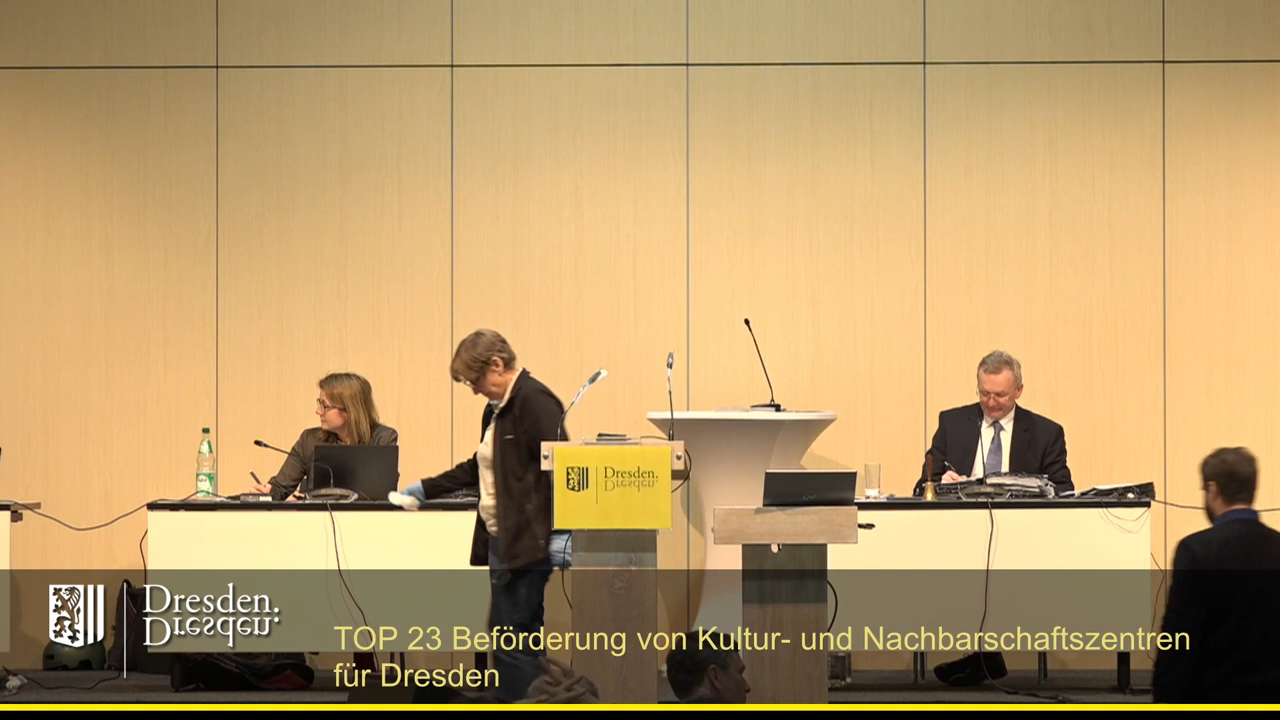 Dresden.
Dresden.
Dresden.
Dresden.
TOP 23 Beförderung von Kultur- und Nachbarschaftszentren
für Dresden